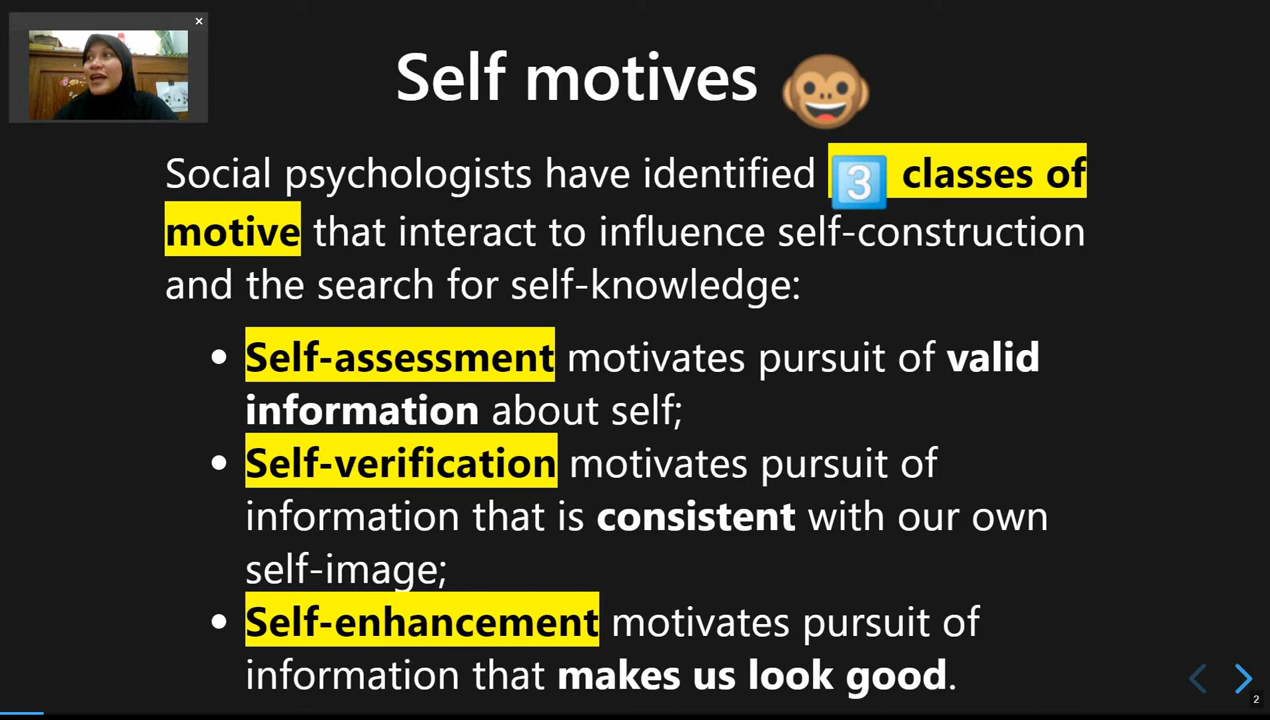 Self motives 🐵
Social psychologists have identified 3️⃣ classes of
motive that interact to influence self-construction
and the search for self-knowledge:
• Self-assessment motivates pursuit of valid
information about self;
• Self-verification motivates pursuit of
information that is consistent with our own
self-image;
• Self-enhancement motivates pursuit of
information that makes us look good.
2